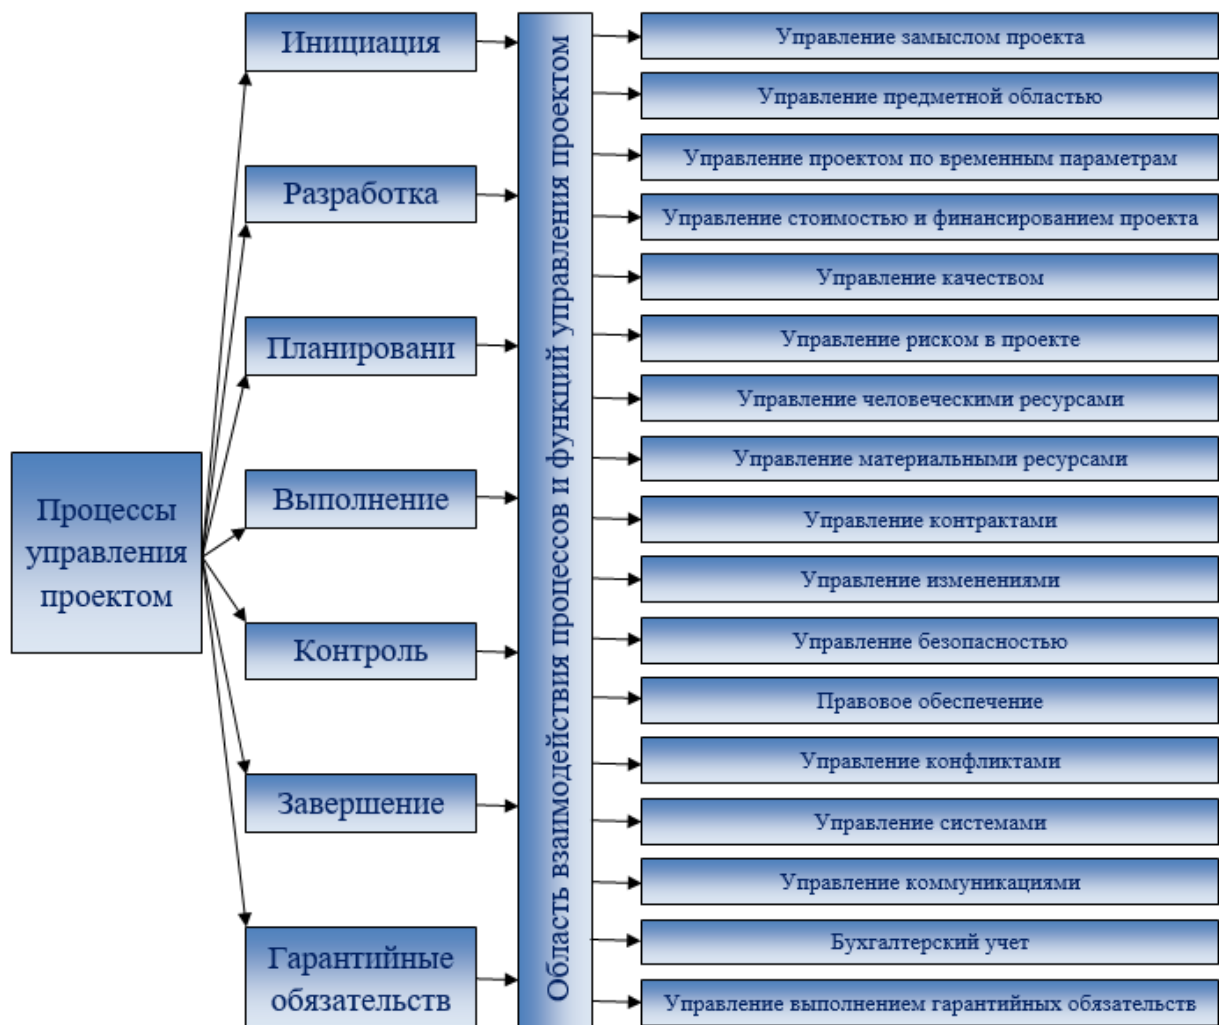 Процессы
управления
проектом
Инициация
Разработка
Планировани
Выполнение
Контроль
Завершение
Гарантийные
обязательств
Область взаимодействия процессов и функций управления проектом
Управление замыслом проекта
Управление предметной областью
Управление проектом по временным параметрам
Управление стоимостью и финансированием проекта
Управление качеством
Управление риском в проекте
Управление человеческими ресурсами
Управление материальными ресурсами
Управление контрактами
Управление изменениями
Управление безопасностью
Правовое обеспечение
Управление конфликтами
Управление системами
Управление коммуникациями
Бухгалтерский учет
Управление выполнением гарантийных обязательств